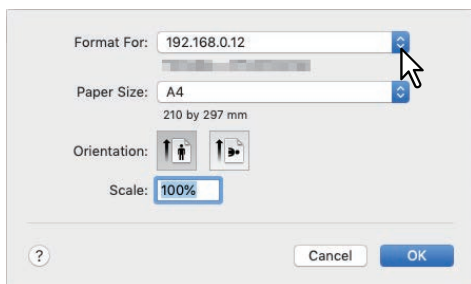 Format For: 192.168.0.12
Paper Size: A4
210 by 297 mm
Orientation:
Scale: 100%
? Cancel OK